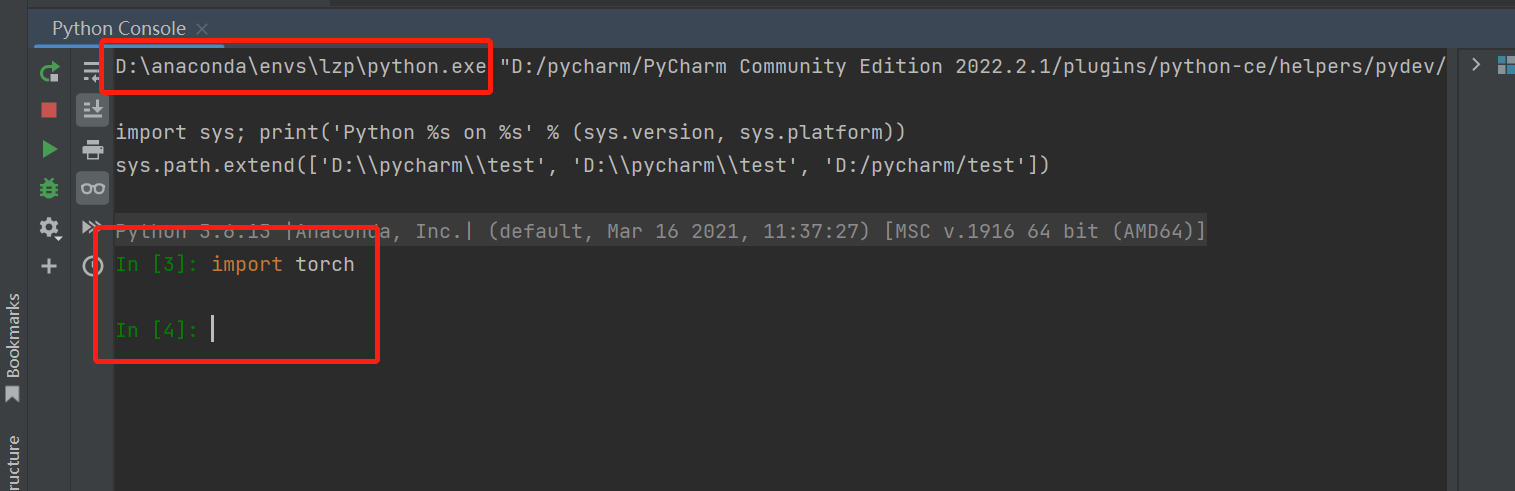 Python Console
D:\anaconda\envs\lzp\python.exe "D:/pycharm/PyCharm Community Edition 2022.2.1/plugins/python-ce/helpers/pydev/
import sys; print('Python %s on %s' % (sys.version, sys.platform))
sys.path.extend(['D:\\pycharm\\test', 'D:\\pycharm\\test', 'D:/pycharm/test'])
Python 3.6.13 |Anaconda, Inc.| (default, Mar 16 2021, 11:37:27) [MSC v.1916 64 bit (AMD64)]
In [3]: import torch
In [4]:
Bookmarks
ructure